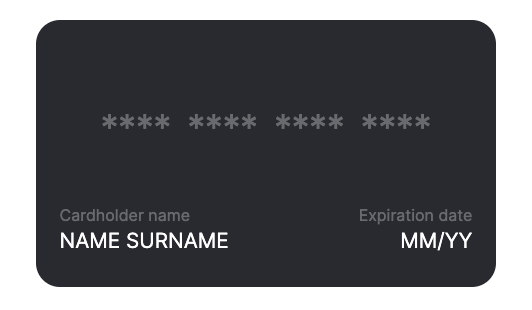 **** **** **** ****
Cardholder name
Expiration date
NAME SURNAME
MM/YY